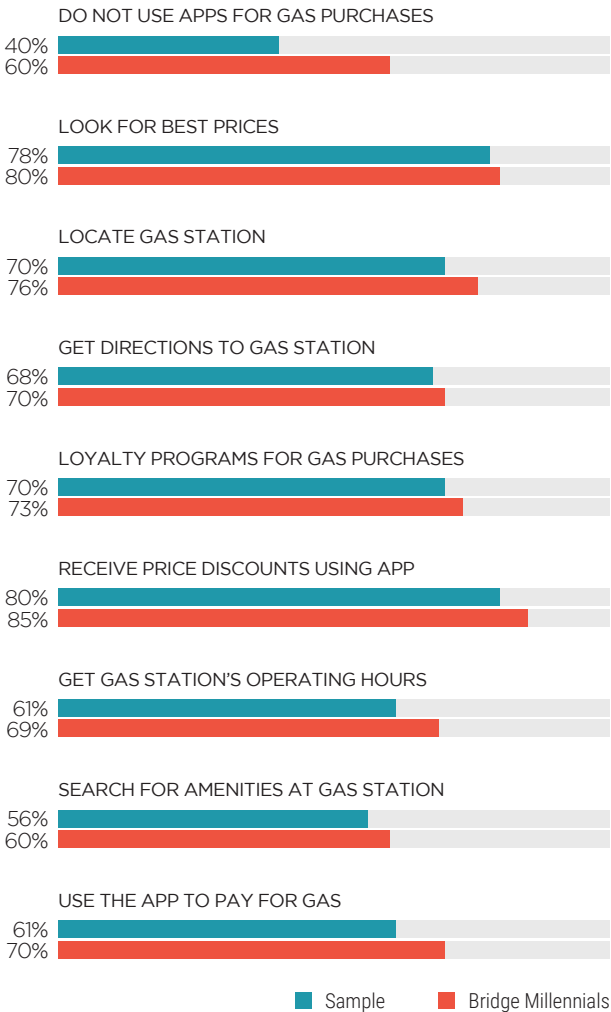 DO NOT USE APPS FOR GAS PURCHASES
40%
60%
LOOK FOR BEST PRICES
78%
80%
LOCATE GAS STATION
70%
76%
GET DIRECTIONS TO GAS STATION
68%
70%
LOYALTY PROGRAMS FOR GAS PURCHASES
70%
73%
RECEIVE PRICE DISCOUNTS USING APP
80%
85%
GET GAS STATION’S OPERATING HOURS
61%
69%
SEARCH FOR AMENITIES AT GAS STATION
56%
60%
USE THE APP TO PAY FOR GAS
61%
70%
Sample Bridge Millennials